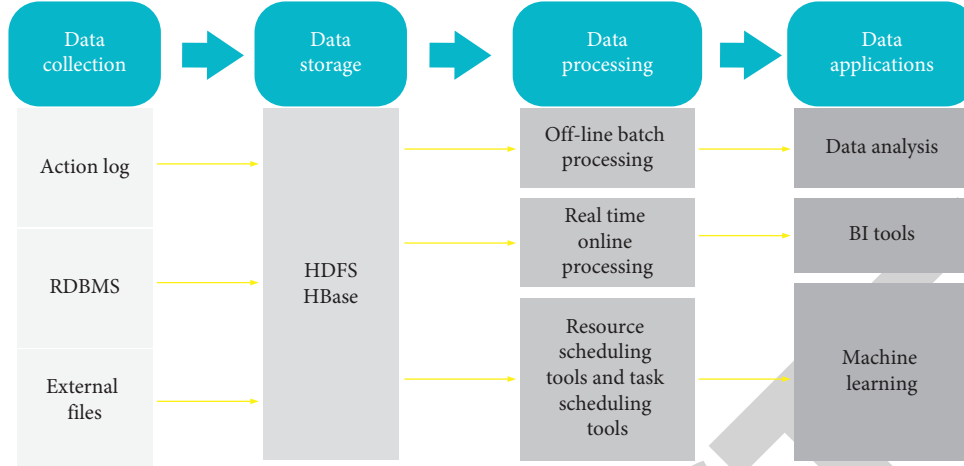 Data
collection
Data
storage
Data
processing
Data
applications
Action log
RDBMS
External
files
HDFS
HBase
Off-line batch
processing
Real time
online
processing
Resource
scheduling
tools and task
scheduling
tools
Data analysis
BI tools
Machine
learning